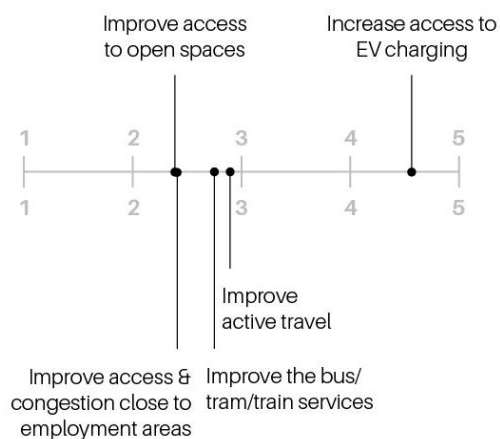 Improve access
to open spaces
Increase access to
EV charging
1 2 3 4 5
1 2 3 4 5
Improve
active travel
Improve access &
congestion close to
employment areas
Improve the bus/
tram/train services